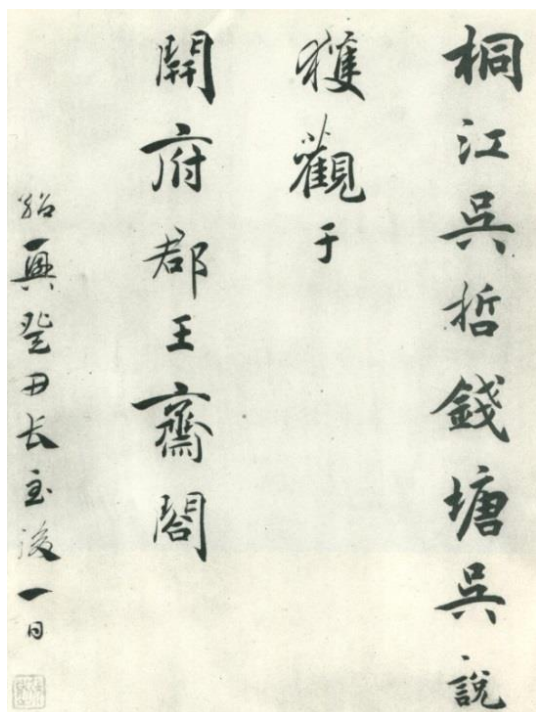 桐江吳哲錢塘吳說
獲觀于
開府郡王齋閣
紹興癸丑長至後一日